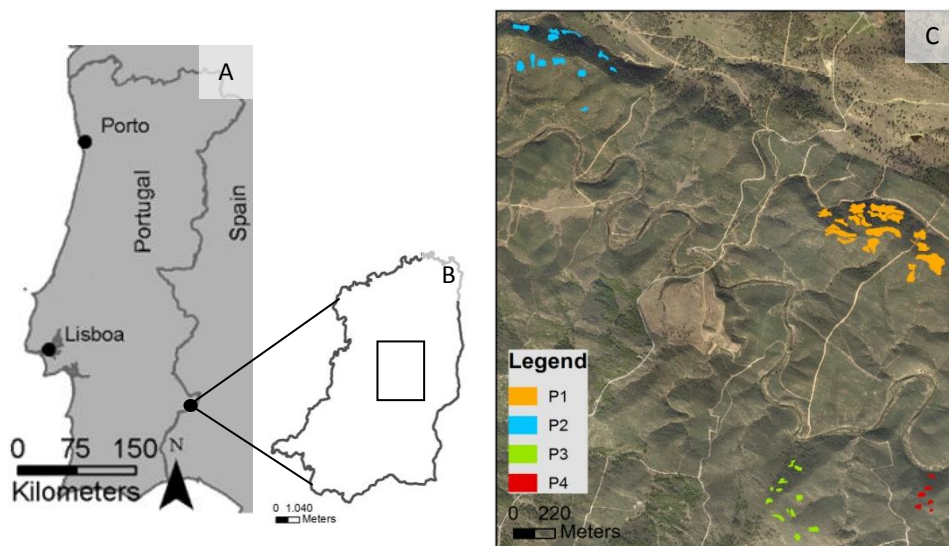 A
Porto
Portugal
Spain
Lisboa
0 75 150
Kilometers
N
B
0 1.040
Meters
C
Legend
P1
P2
P3
P4
0 220
Meters